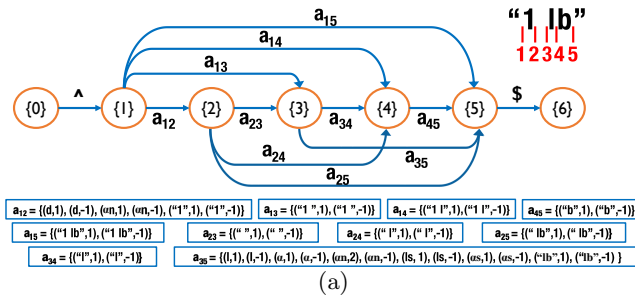 a15 “1 lb”
a14 1 2 3 4 5
a13
{0} ^ {1} {2} {3} {4} {5} $ {6}
a12 a23 a34 a45
a24 a35
a25
a12 = {(d,1), (d,-1), (αn,1), (αn,-1), (“1”,1), (“1”,-1)} a13 = {(“1 ”,1), (“1 ”,-1)} a14 = {(“1 l”,1), (“1 l”,-1)} a45 = {(“b”,1), (“b”,-1)}
a15 = {(“1 lb”,1), (“1 lb”,-1)} a23 = {(“ ”,1), (“ ”,-1)} a24 = {(“ l”,1), (“ l”,-1)} a25 = {(“ lb”,1), (“ lb”,-1)}
a34 = {(“l”,1), (“l”,-1)} a35 = {(l,1), (l,-1), (α,1), (α,-1), (αn,2), (αn,-1), (ls,1), (ls,-1), (αs,1), (αs,-1), (“lb”,1), (“lb”,-1) }
(a)